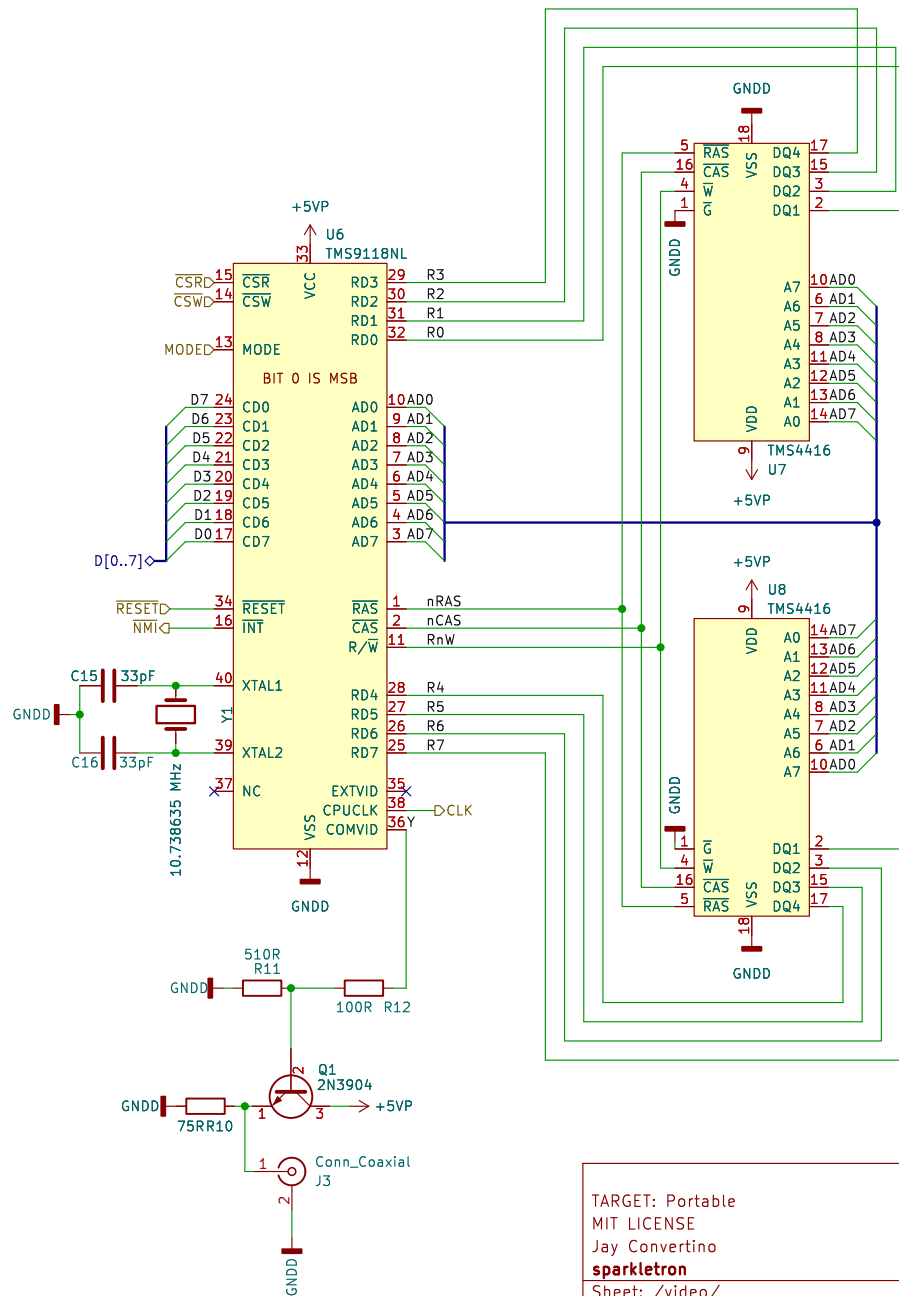 GNDD
18
5 RAS VSS DQ4 17
16 CAS DQ3 15
4 W DQ2 3
1 G DQ1 2
GNDD
A7 10 AD0
A6 6 AD1
A5 7 AD2
A4 8 AD3
A3 11 AD4
A2 12 AD5
A1 13 AD6
A0 14 AD7
VDD
9
TMS4416
U7
+5VP
+5VP
U6
TMS9118NL
33
VCC
CSR 15 CSR RD3 29 R3
CSW 14 CSW RD2 30 R2
RD1 31 R1
RD0 32 R0
MODE 13 MODE
BIT 0 IS MSB
D7 24 CD0 AD0 10 AD0
D6 23 CD1 AD1 9 AD1
D5 22 CD2 AD2 8 AD2
D4 21 CD3 AD3 7 AD3
D3 20 CD4 AD4 6 AD4
D2 19 CD5 AD5 5 AD5
D1 18 CD6 AD6 4 AD6
D0 17 CD7 AD7 3 AD7
D[0..7]
RESET 34 RESET RAS 1 nRAS
NMI 16 INT CAS 2 nCAS
R/W 11 RnW
C15 33pF 40 XTAL1
RD4 28 R4
GNDD Y1 RD5 27 R5
RD6 26 R6
C16 33pF 39 XTAL2 RD7 25 R7
10.738635 MHz
37 NC EXTVID 35
CPUCLK 38 CLK
VSS COMVID 36 Y
12
GNDD
+5VP
U8
TMS4416
9
VDD
A0 14 AD7
A1 13 AD6
A2 12 AD5
A3 11 AD4
A4 8 AD3
A5 7 AD2
A6 6 AD1
A7 10 AD0
GNDD
1 G DQ1 2
4 W DQ2 3
16 CAS DQ3 15
5 RAS VSS DQ4 17
18
GNDD
510R
R11
GNDD
100R R12
2
Q1
2N3904
GNDD 1 3 +5VP
75R R10
1 Conn_Coaxial
J3
2
GNDD
TARGET: Portable
MIT LICENSE
Jay Convertino
sparkletron
Sheet: /video/